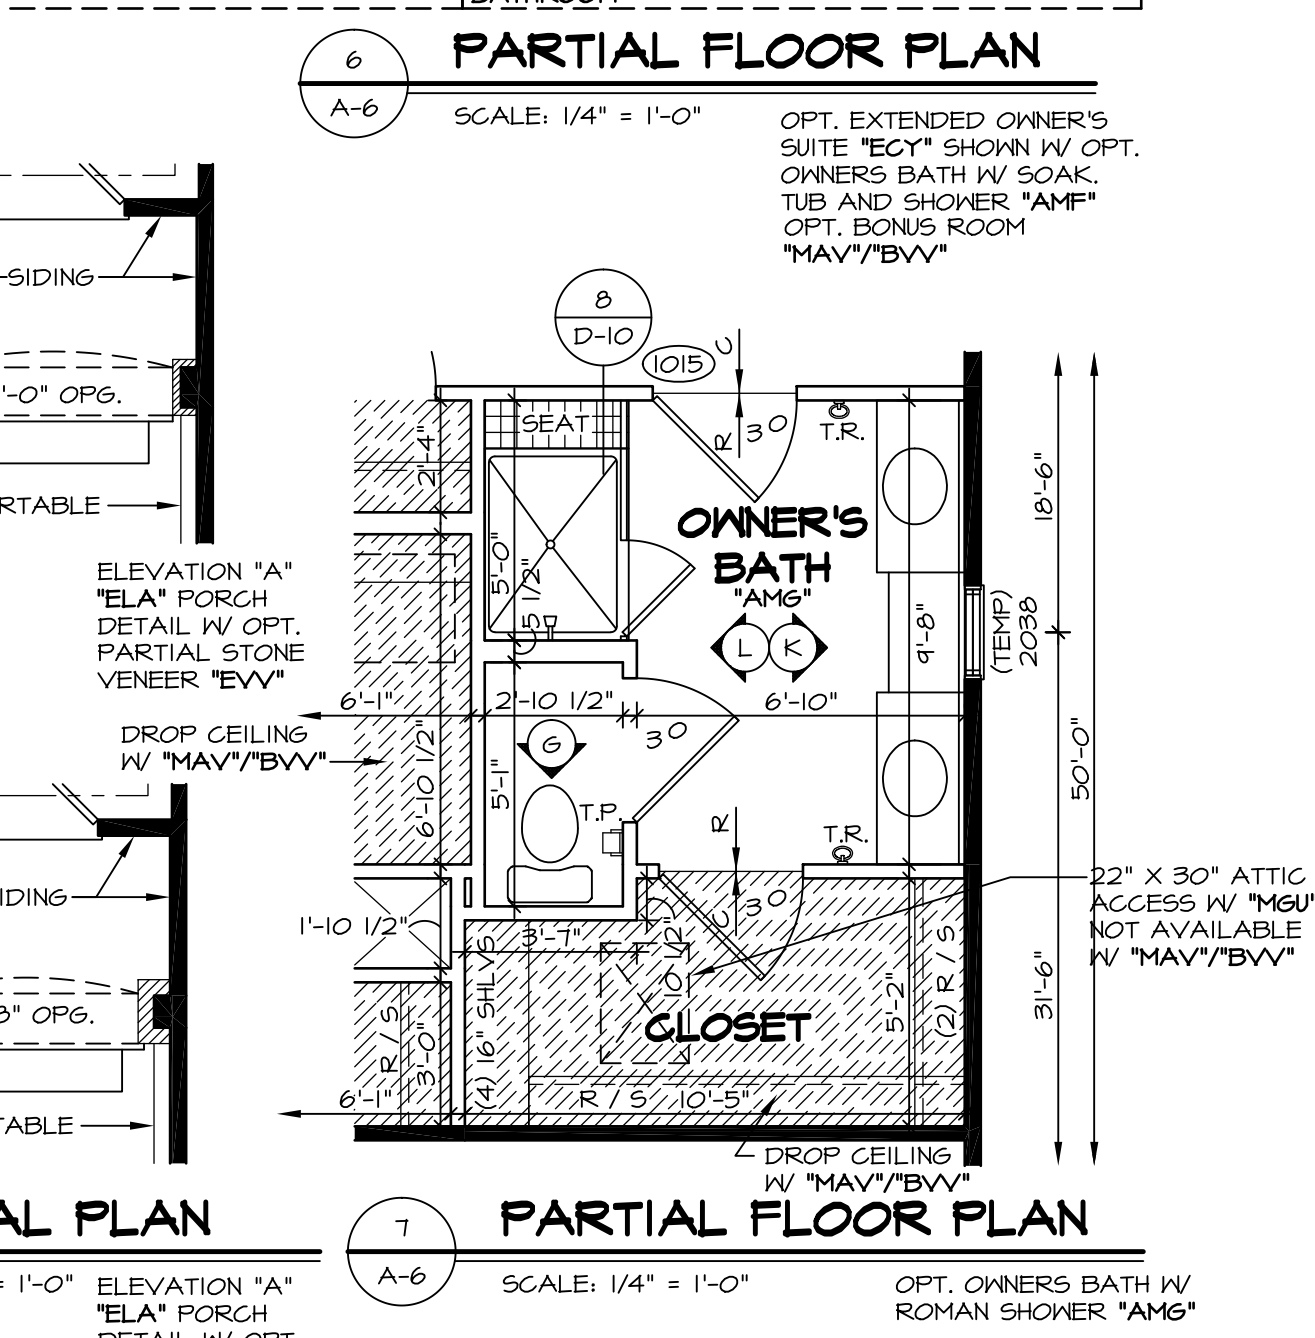 BATHROOM
6
A-6
PARTIAL FLOOR PLAN
SCALE: 1/4" = 1'-0"
OPT. EXTENDED OWNER'S
SUITE "ECY" SHOWN W/ OPT.
OWNERS BATH W/ SOAK.
TUB AND SHOWER "AMF"
OPT. BONUS ROOM
"MAV"/"BVV"
SIDING
'-0" OPG.
RTABLE
ELEVATION "A"
"ELA" PORCH
DETAIL W/ OPT.
PARTIAL STONE
VENEER "EVV"
DROP CEILING
W/ "MAV"/"BVV"
IDING
3" OPG.
TABLE
8
D-10
1015
C
R
30
T.R.
SEAT
2'-4"
5'-0"
5 1/2"
OWNER'S
BATH
"AMG"
L
K
9'-8"
(TEMP)
2038
18'-6"
6'-1"
2'-10 1/2"
6'-10"
30
G
6'-10 1/2"
5'-1"
T.P.
R
T.R.
50'-0"
C
30
1'-10 1/2"
3'-7"
10 1/2"
22" X 30" ATTIC
ACCESS W/ "MGU"
NOT AVAILABLE
W/ "MAV"/"BVV"
(4) 16" SHLVS
R / S
3'-0"
CLOSET
5'-2"
(2) R / S
31'-6"
6'-1"
R / S
10'-5"
DROP CEILING
W/ "MAV"/"BVV"
AL PLAN
= 1'-0"
ELEVATION "A"
"ELA" PORCH
DETAIL W/ OPT.
7
A-6
PARTIAL FLOOR PLAN
SCALE: 1/4" = 1'-0"
OPT. OWNERS BATH W/
ROMAN SHOWER "AMG"